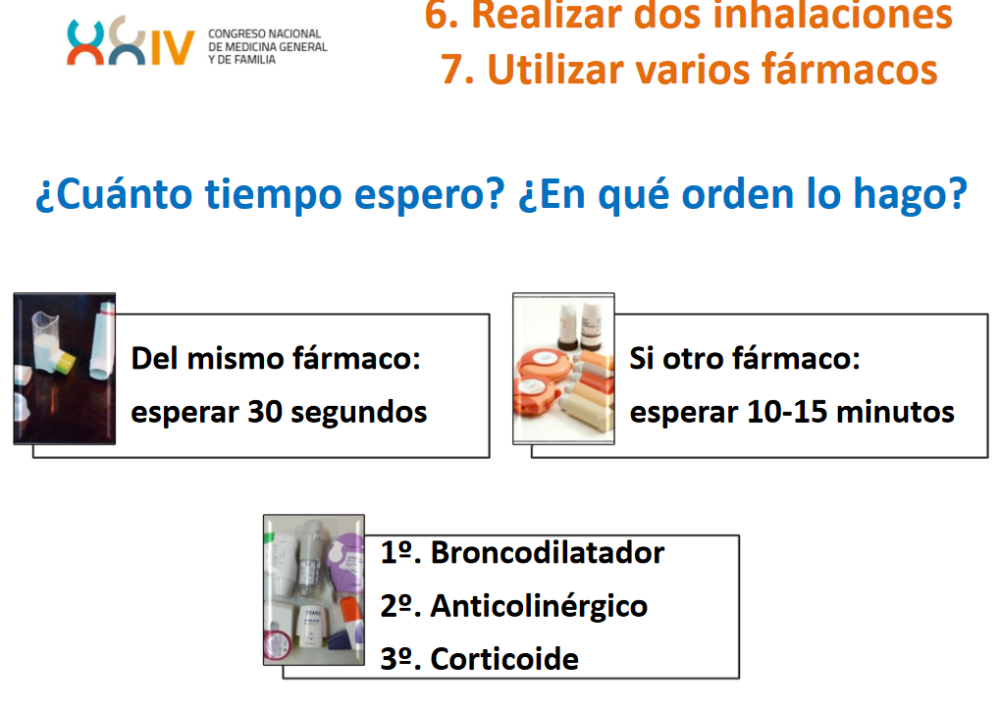 XXIV
CONGRESO NACIONAL
DE MEDICINA GENERAL
Y DE FAMILIA
6. Realizar dos inhalaciones
7. Utilizar varios fármacos
¿Cuánto tiempo espero? ¿En qué orden lo hago?
Del mismo fármaco:
esperar 30 segundos
Si otro fármaco:
esperar 10-15 minutos
1º. Broncodilatador
2º. Anticolinérgico
3º. Corticoide